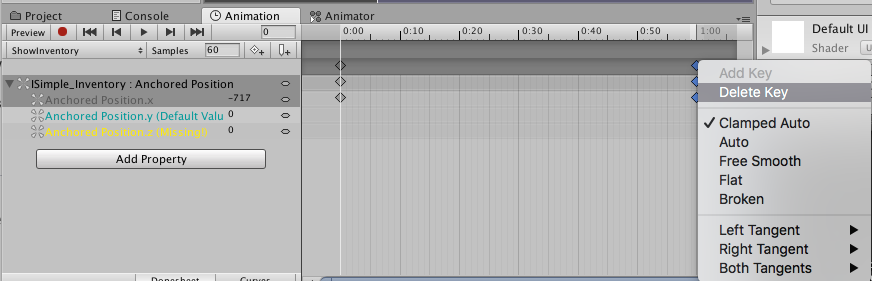 Project Console Animation Animator
Preview 0 0:00 0:10 0:20 0:30 0:40 0:50 1:00
ShowInventory Samples 60
ISimple_Inventory : Anchored Position
Anchored Position.x -717
Anchored Position.y (Default Valu 0
Anchored Position.z (Missing!) 0
Add Property
Dopesheet Curves
Default UI
Shader
Add Key
Delete Key
✓ Clamped Auto
Auto
Free Smooth
Flat
Broken
Left Tangent
Right Tangent
Both Tangents